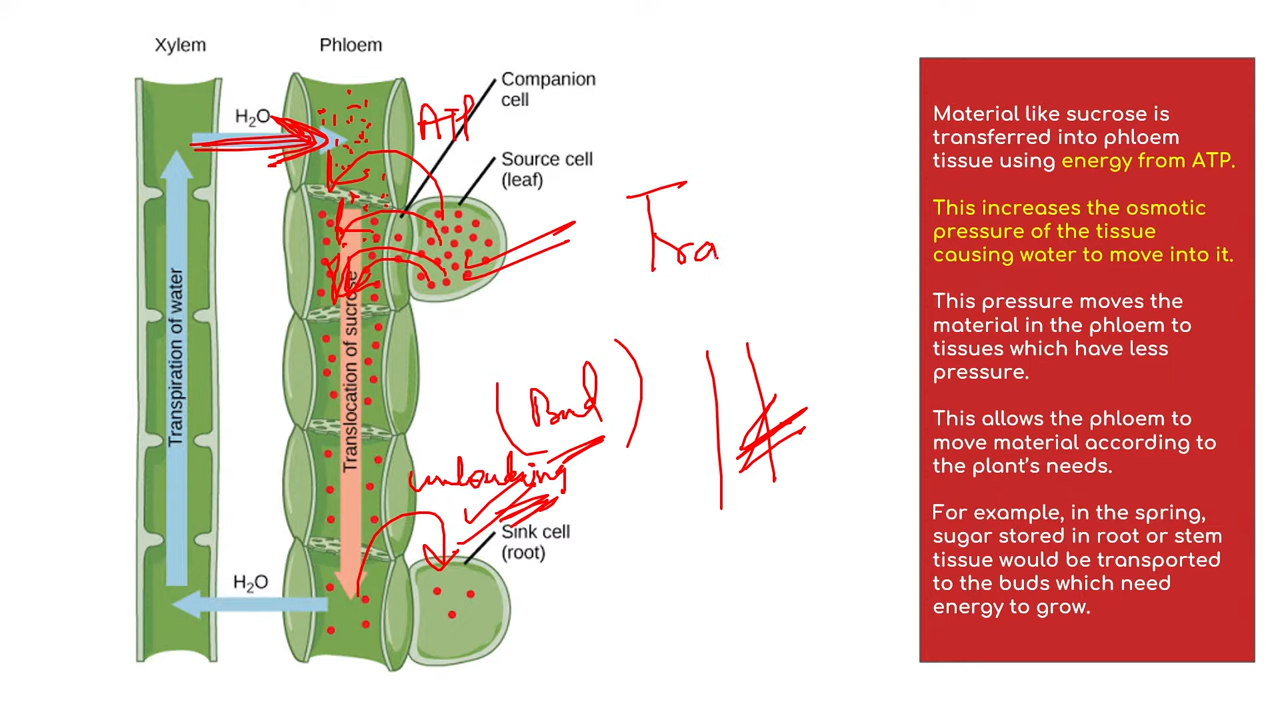 Xylem
Phloem
H2O
ATP
Companion
cell
Source cell
(leaf)
Tra
Transpiration of water
Translocation of sucrose
(Bud)
unloading
Sink cell
(root)
H2O
Material like sucrose is
transferred into phloem
tissue using energy from ATP.
This increases the osmotic
pressure of the tissue
causing water to move into it.
This pressure moves the
material in the phloem to
tissues which have less
pressure.
This allows the phloem to
move material according to
the plant's needs.
For example, in the spring,
sugar stored in root or stem
tissue would be transported
to the buds which need
energy to grow.